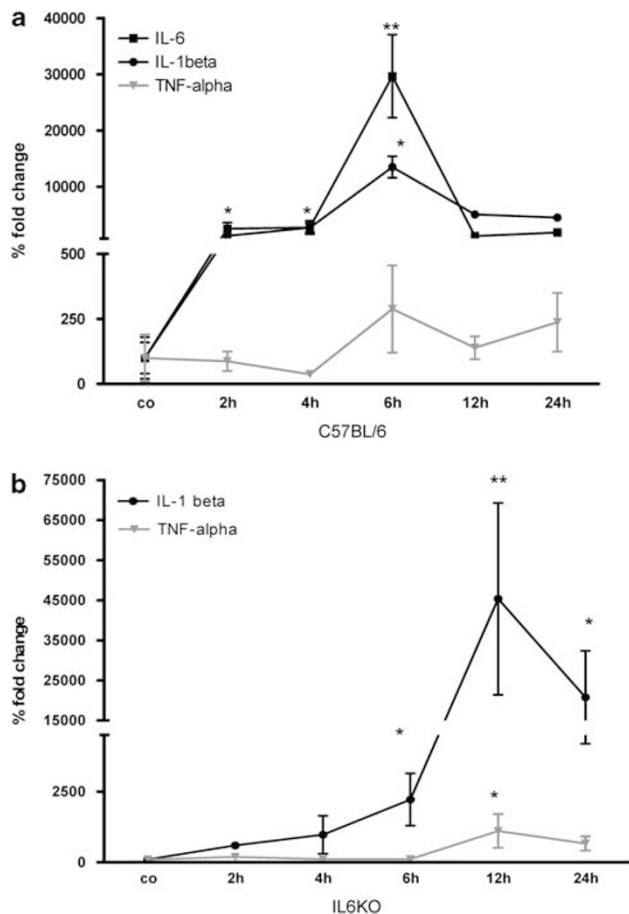 a
IL-6
IL-1beta
TNF-alpha
% fold change
40000
30000
20000
10000
500
250
0
**
*
*
*
co 2h 4h 6h 12h 24h
C57BL/6
b
IL-1 beta
TNF-alpha
% fold change
75000
65000
55000
45000
35000
25000
15000
2500
0
**
*
*
*
co 2h 4h 6h 12h 24h
IL6KO